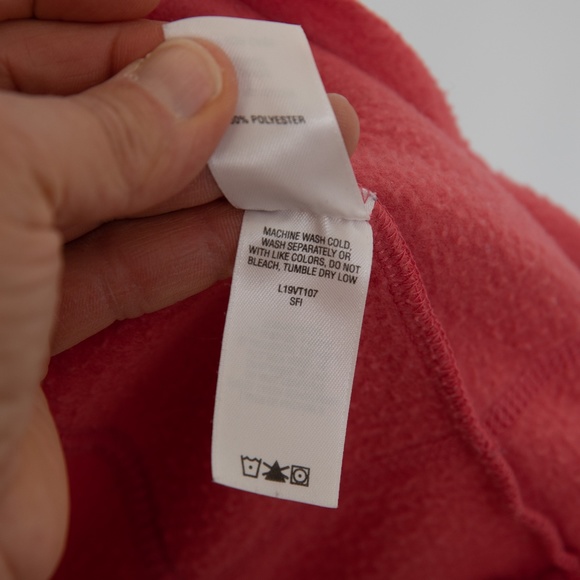 % POLYESTER
MACHINE WASH COLD,
WASH SEPARATELY OR
WITH LIKE COLORS, DO NOT
BLEACH, TUMBLE DRY LOW
L19VT107
SFI